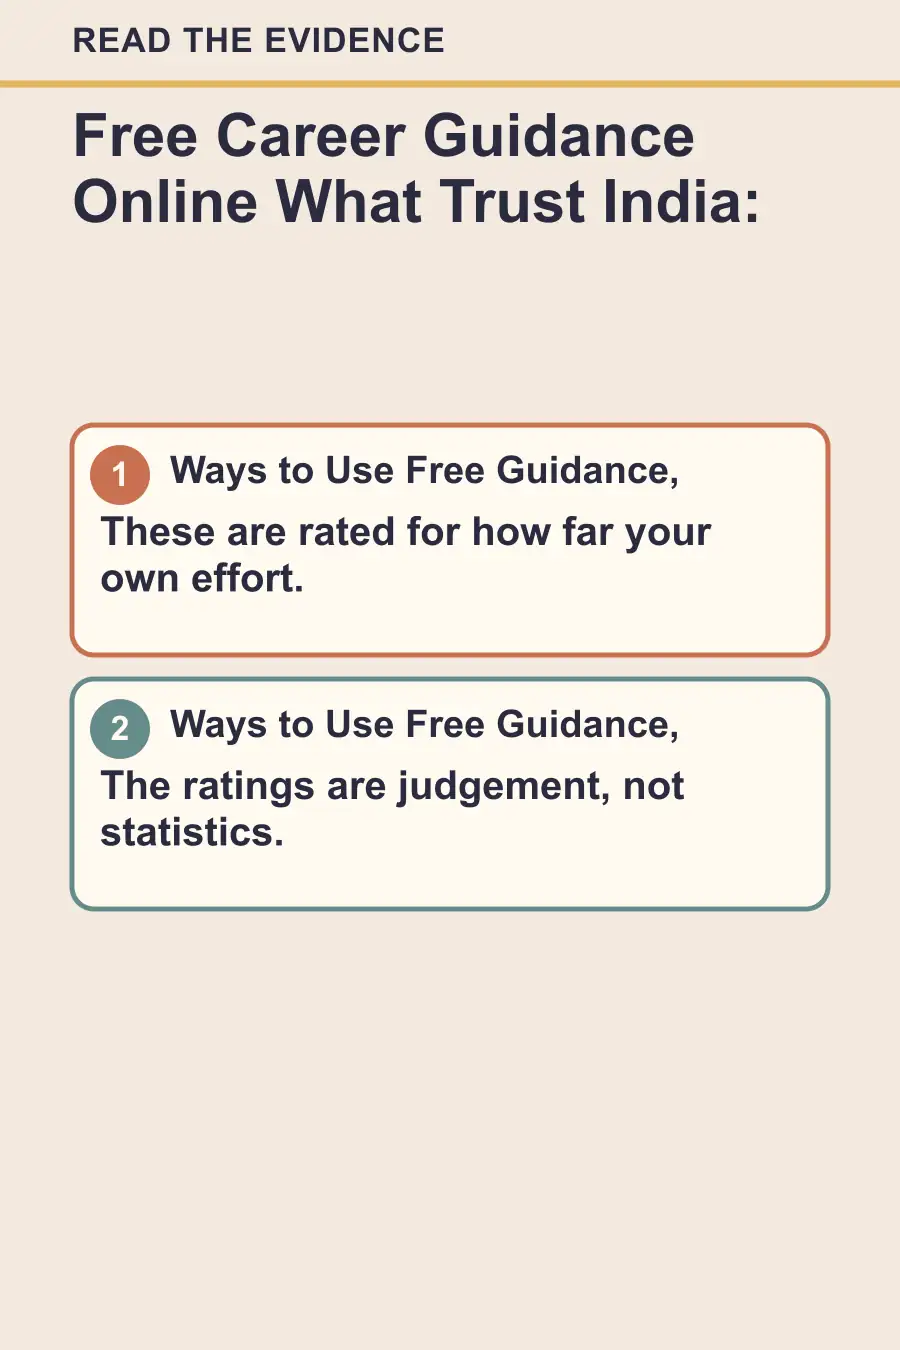 READ THE EVIDENCE
Free Career Guidance
Online What Trust India:
1 Ways to Use Free Guidance,
These are rated for how far your
own effort.
2 Ways to Use Free Guidance,
The ratings are judgement, not
statistics.